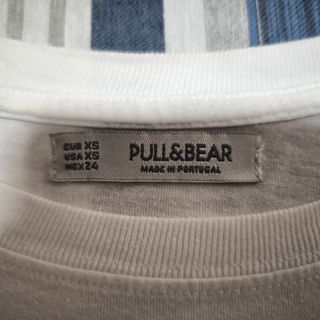 EUR XS
USA XS
MEX 24
PULL&BEAR
MADE IN PORTUGAL